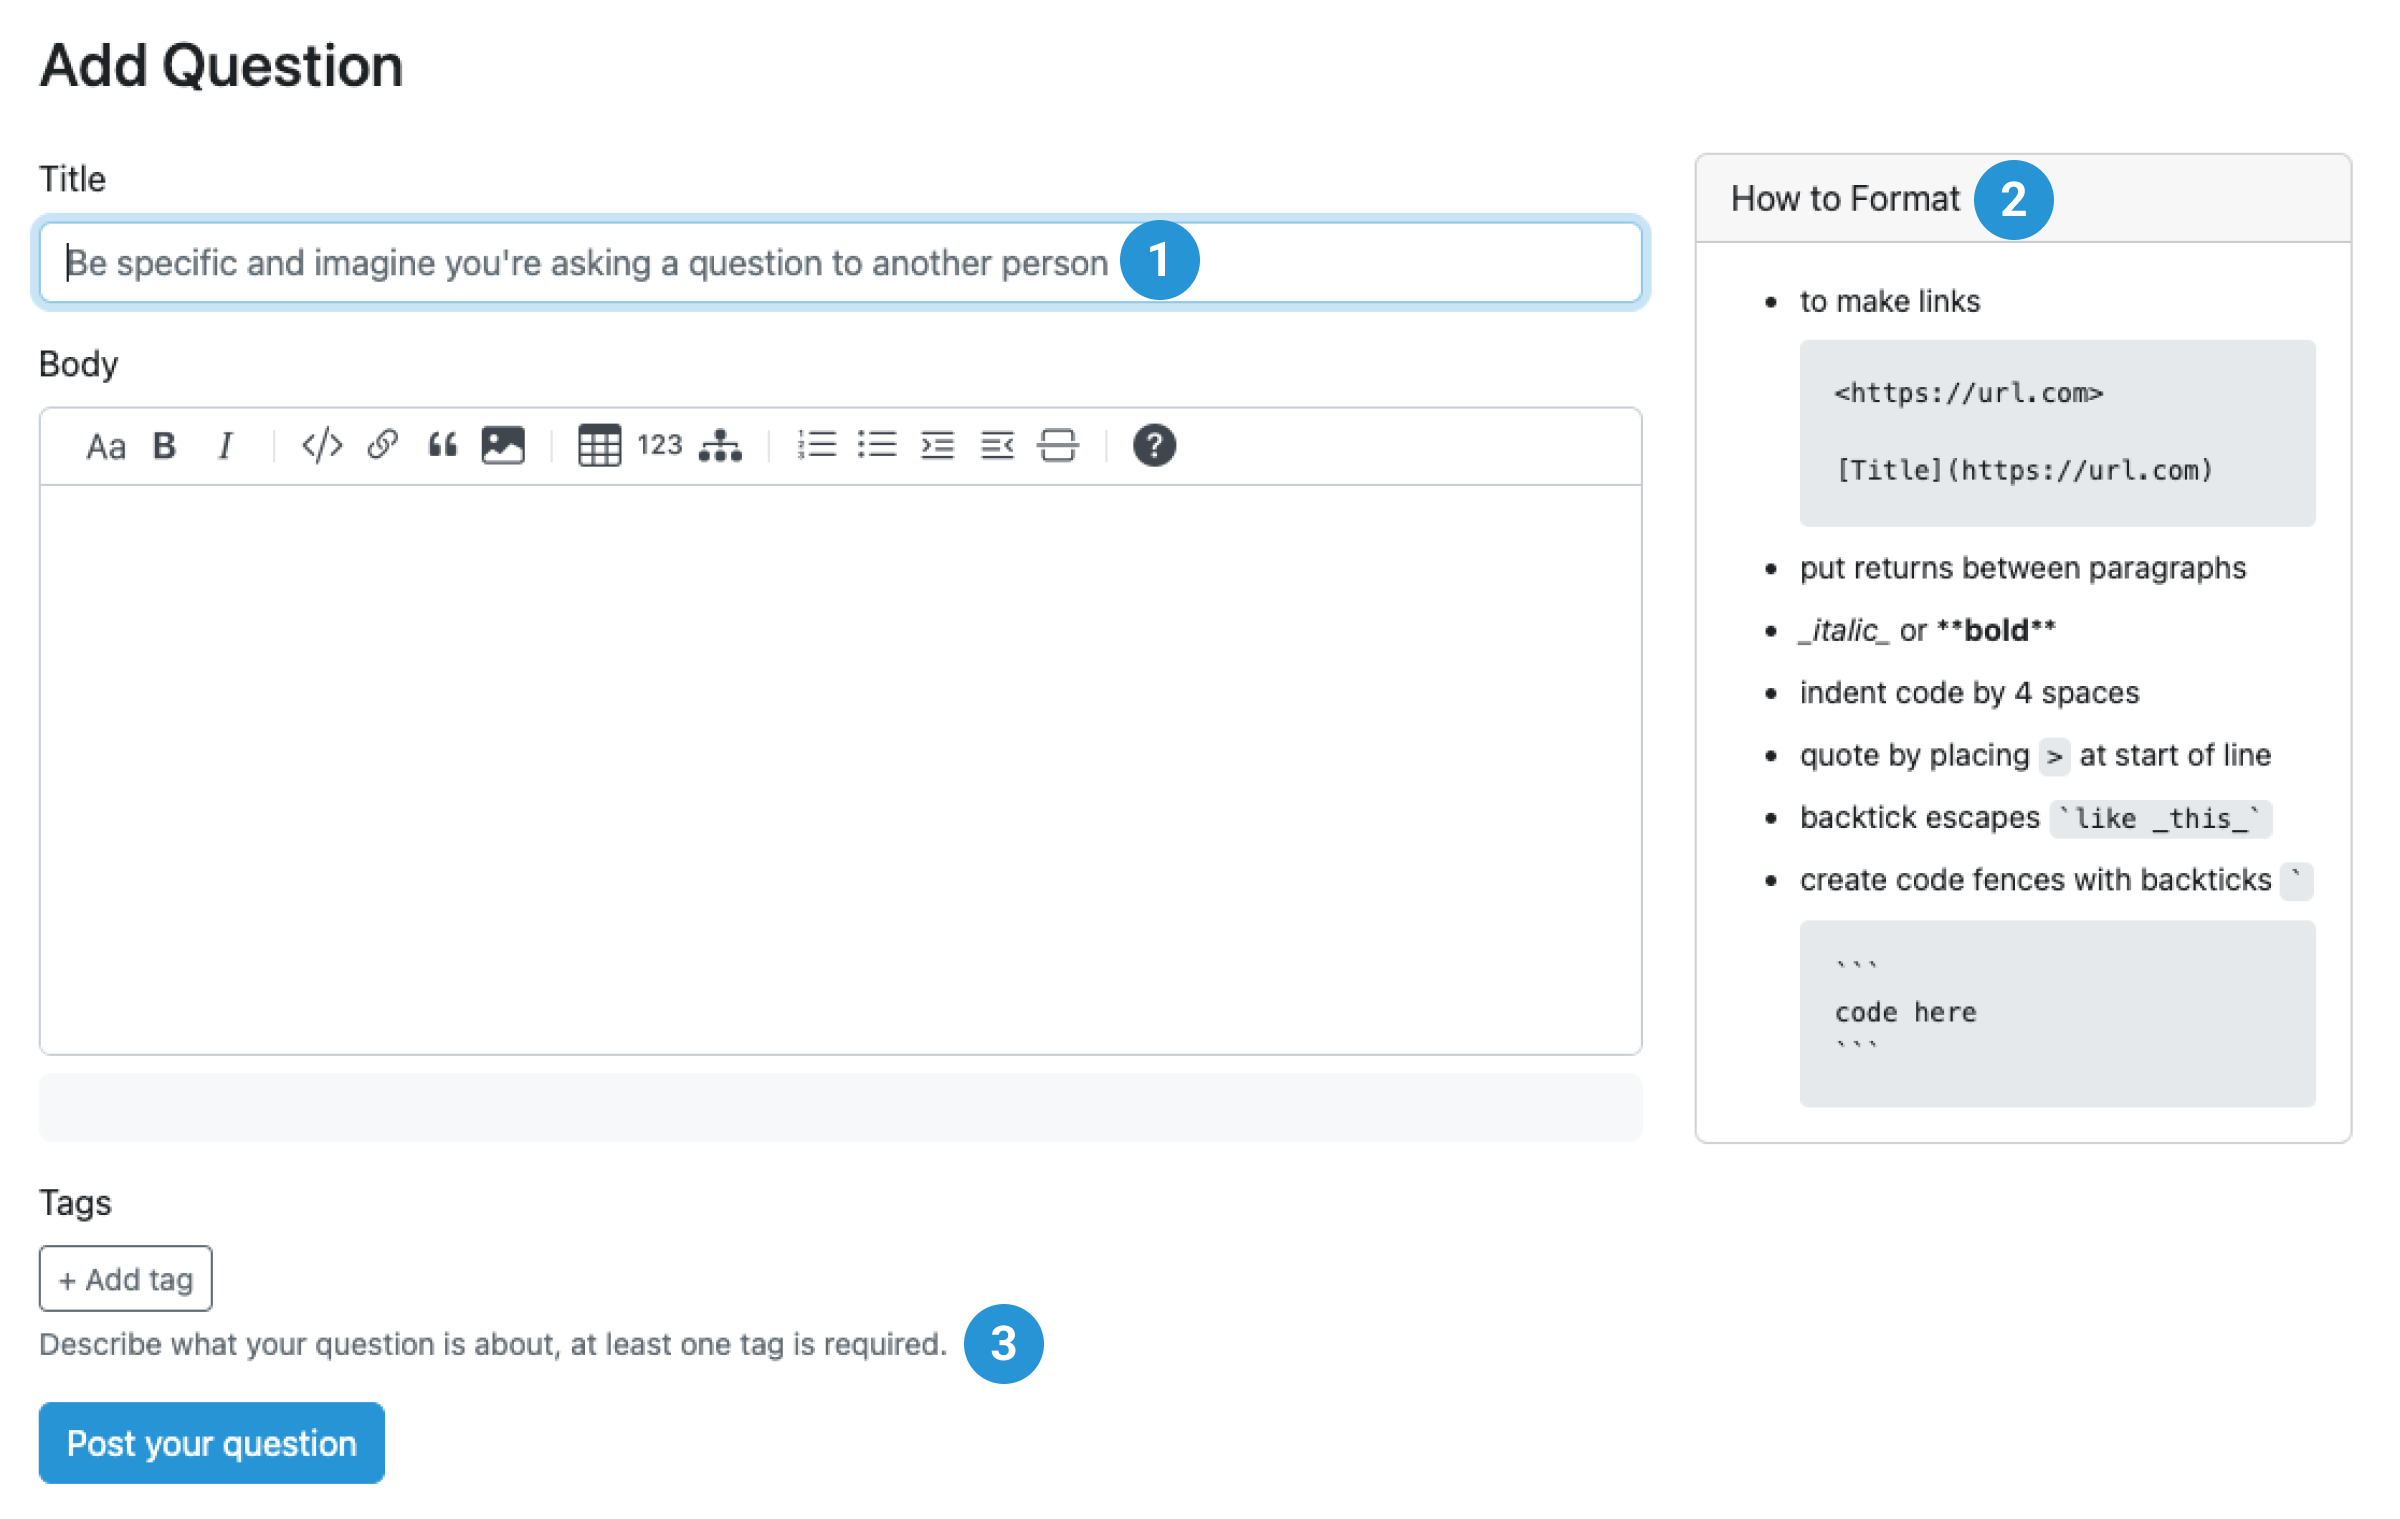 Add Question
Title
Be specific and imagine you're asking a question to another person 1
Body
Aa B I </> “ 123 ?
Tags
+ Add tag
Describe what your question is about, at least one tag is required. 3
Post your question
How to Format 2
• to make links
<https://url.com>
[Title](https://url.com)
• put returns between paragraphs
• _italic_ or **bold**
• indent code by 4 spaces
• quote by placing > at start of line
• backtick escapes `like _this_`
• create code fences with backticks `
```
code here
```